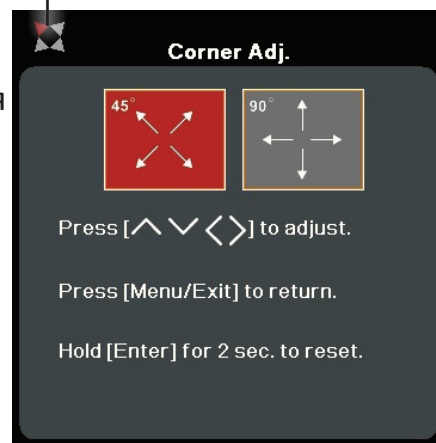 Corner Adj.
я
45° 90°
Press [∧∨<>] to adjust.
Press [Menu/Exit] to return.
Hold [Enter] for 2 sec. to reset.